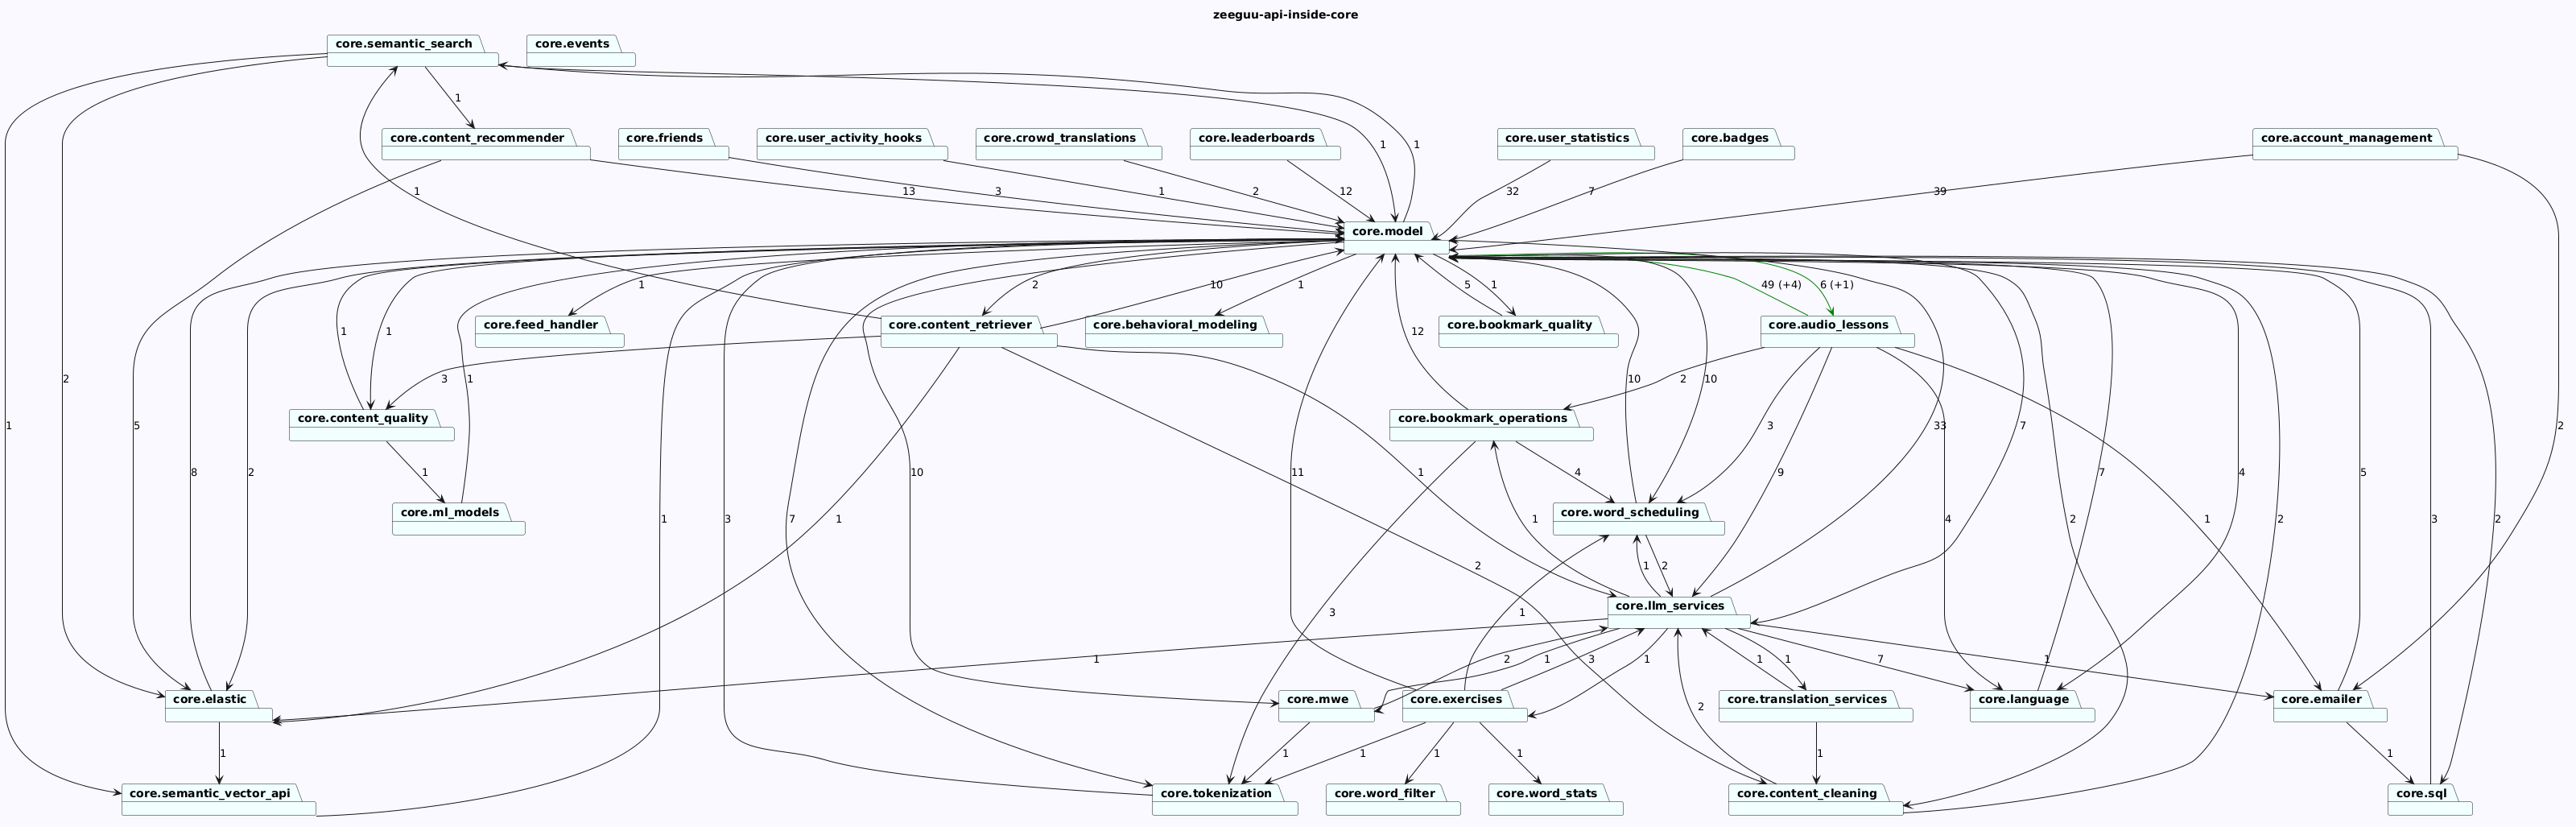 zeeguu-api-inside-core
core.semantic_search
core.events
1
core.content_recommender
core.friends
core.user_activity_hooks
core.crowd_translations
core.leaderboards
core.user_statistics
core.badges
core.account_management
1
1
1
13
3
1
2
12
32
7
39
core.model
1
2
10
1
5
1
49 (+4)
6 (+1)
core.feed_handler
core.content_retriever
core.behavioral_modeling
core.bookmark_quality
core.audio_lessons
1
1
12
2
3
1
10
10
core.content_quality
core.bookmark_operations
1
2
5
3
33
7
2
8
2
1
10
1
11
4
9
7
4
5
core.ml_models
core.word_scheduling
1
3
7
1
4
1
2
2
3
2
2
1
2
3
1
core.llm_services
1
2
1
3
1
1
1
7
1
core.elastic
core.mwe
core.exercises
core.translation_services
core.language
core.emailer
2
1
1
1
1
1
1
1
core.semantic_vector_api
core.tokenization
core.word_filter
core.word_stats
core.content_cleaning
core.sql